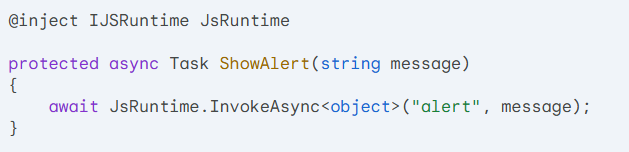 @inject IJSRuntime JsRuntime

protected async Task ShowAlert(string message)
{
    await JsRuntime.InvokeAsync<object>("alert", message);
}